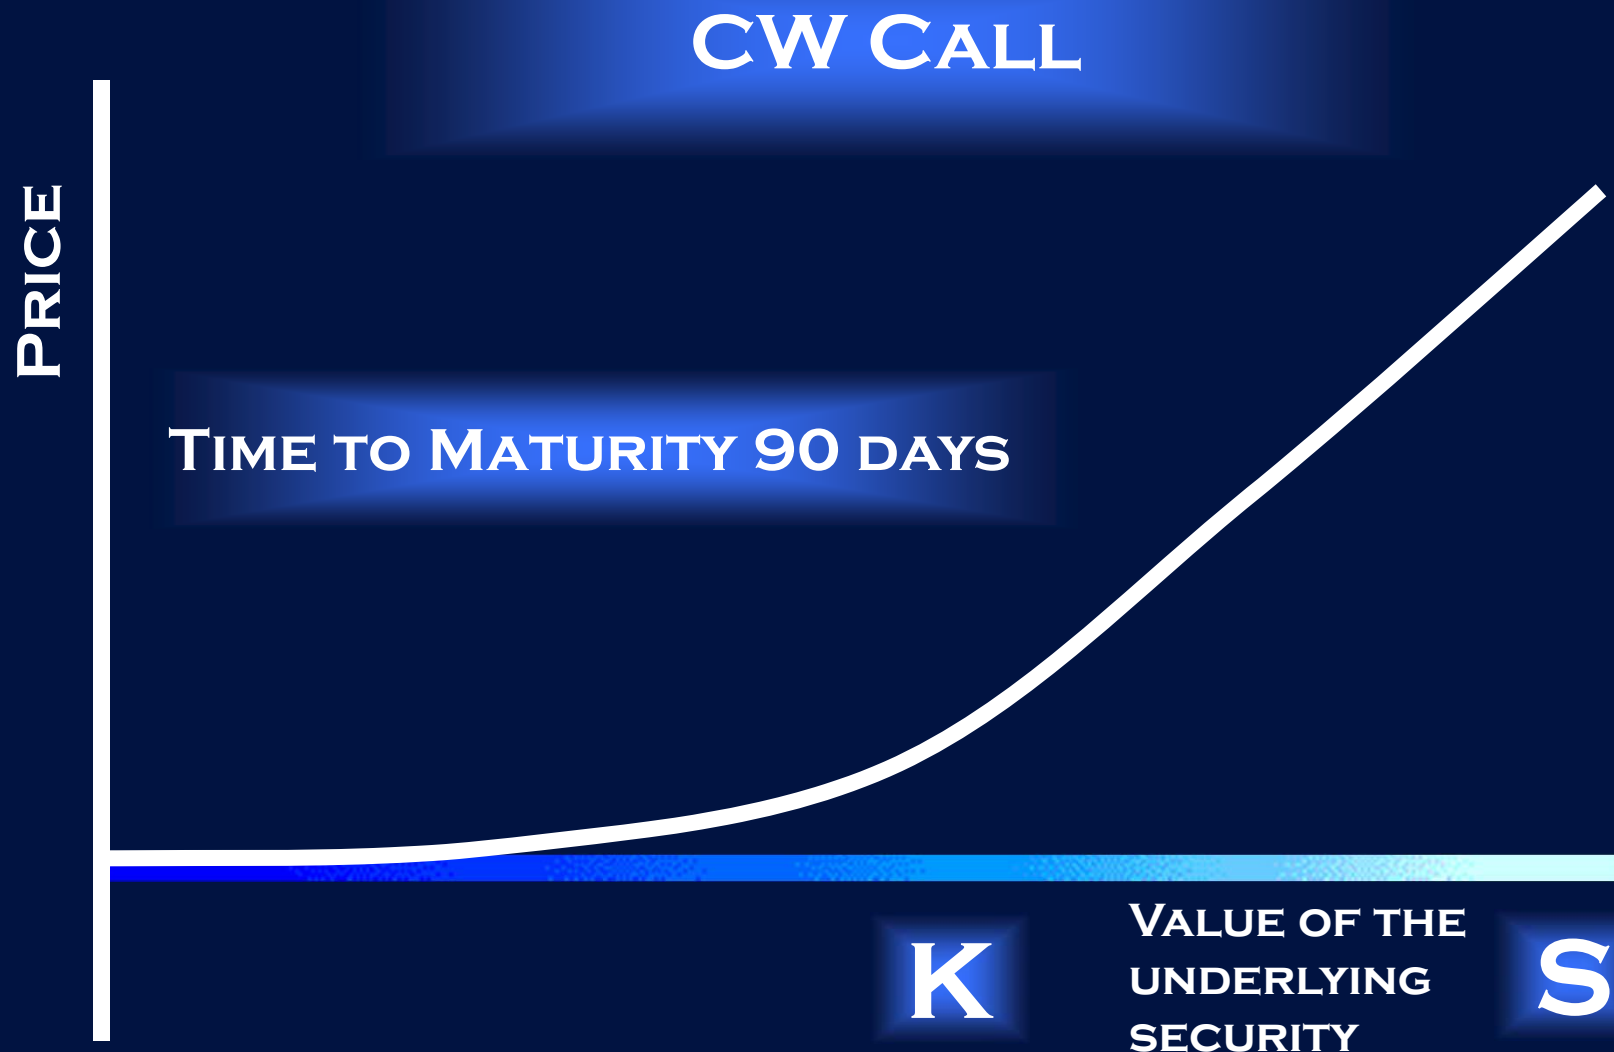 CW CALL
PRICE
TIME TO MATURITY 90 DAYS
K
VALUE OF THE
UNDERLYING
SECURITY
S